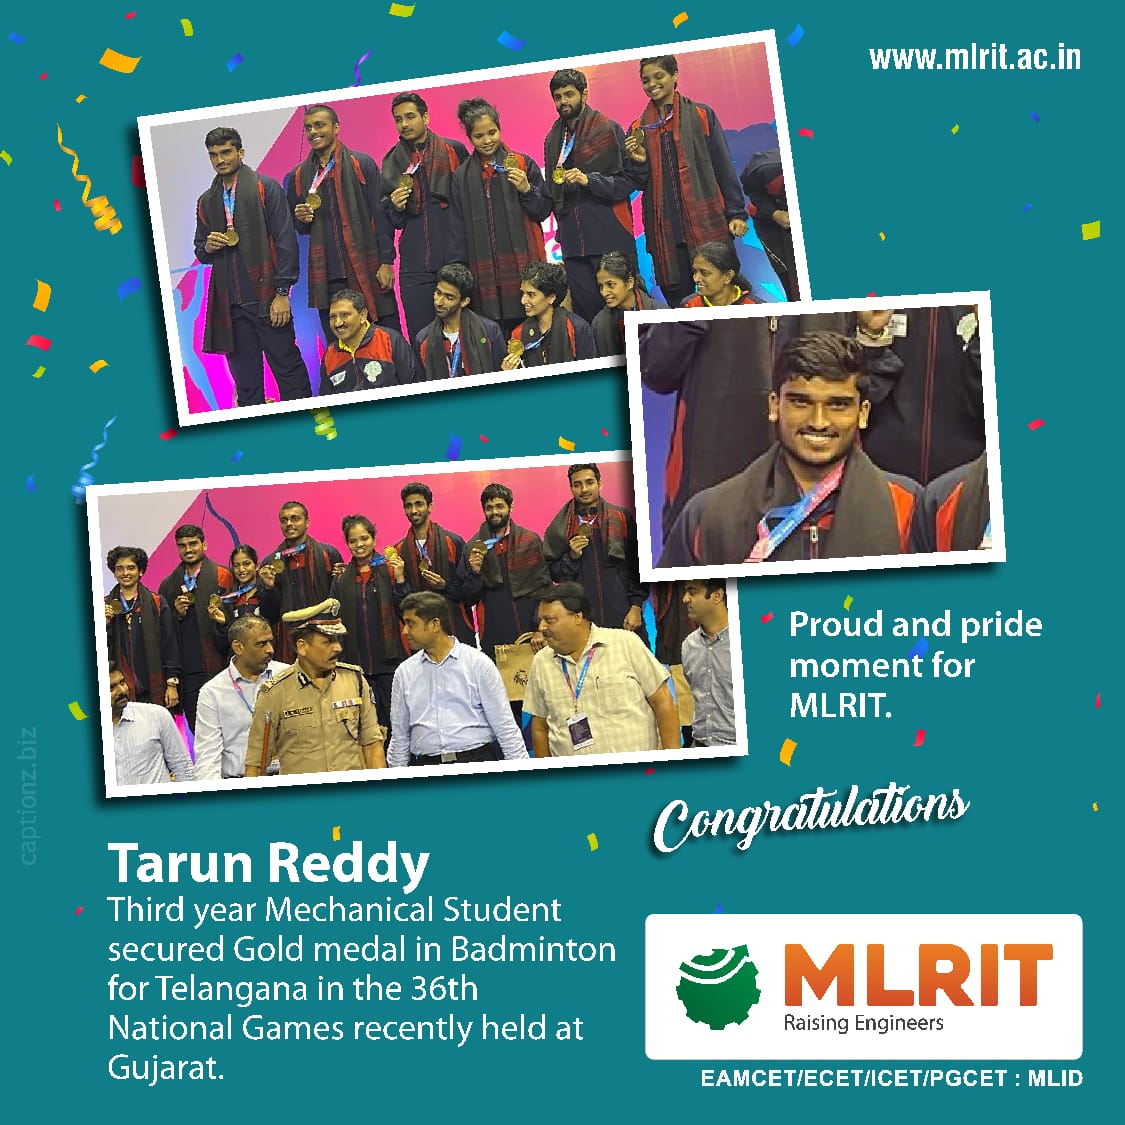 www.mlrit.ac.in
Proud and pride
moment for
MLRIT.
captionz.biz
Congratulations
Tarun Reddy
Third year Mechanical Student
secured Gold medal in Badminton
for Telangana in the 36th
National Games recently held at
Gujarat.
MLRIT
Raising Engineers
EAMCET/ECET/ICET/PGCET : MLID